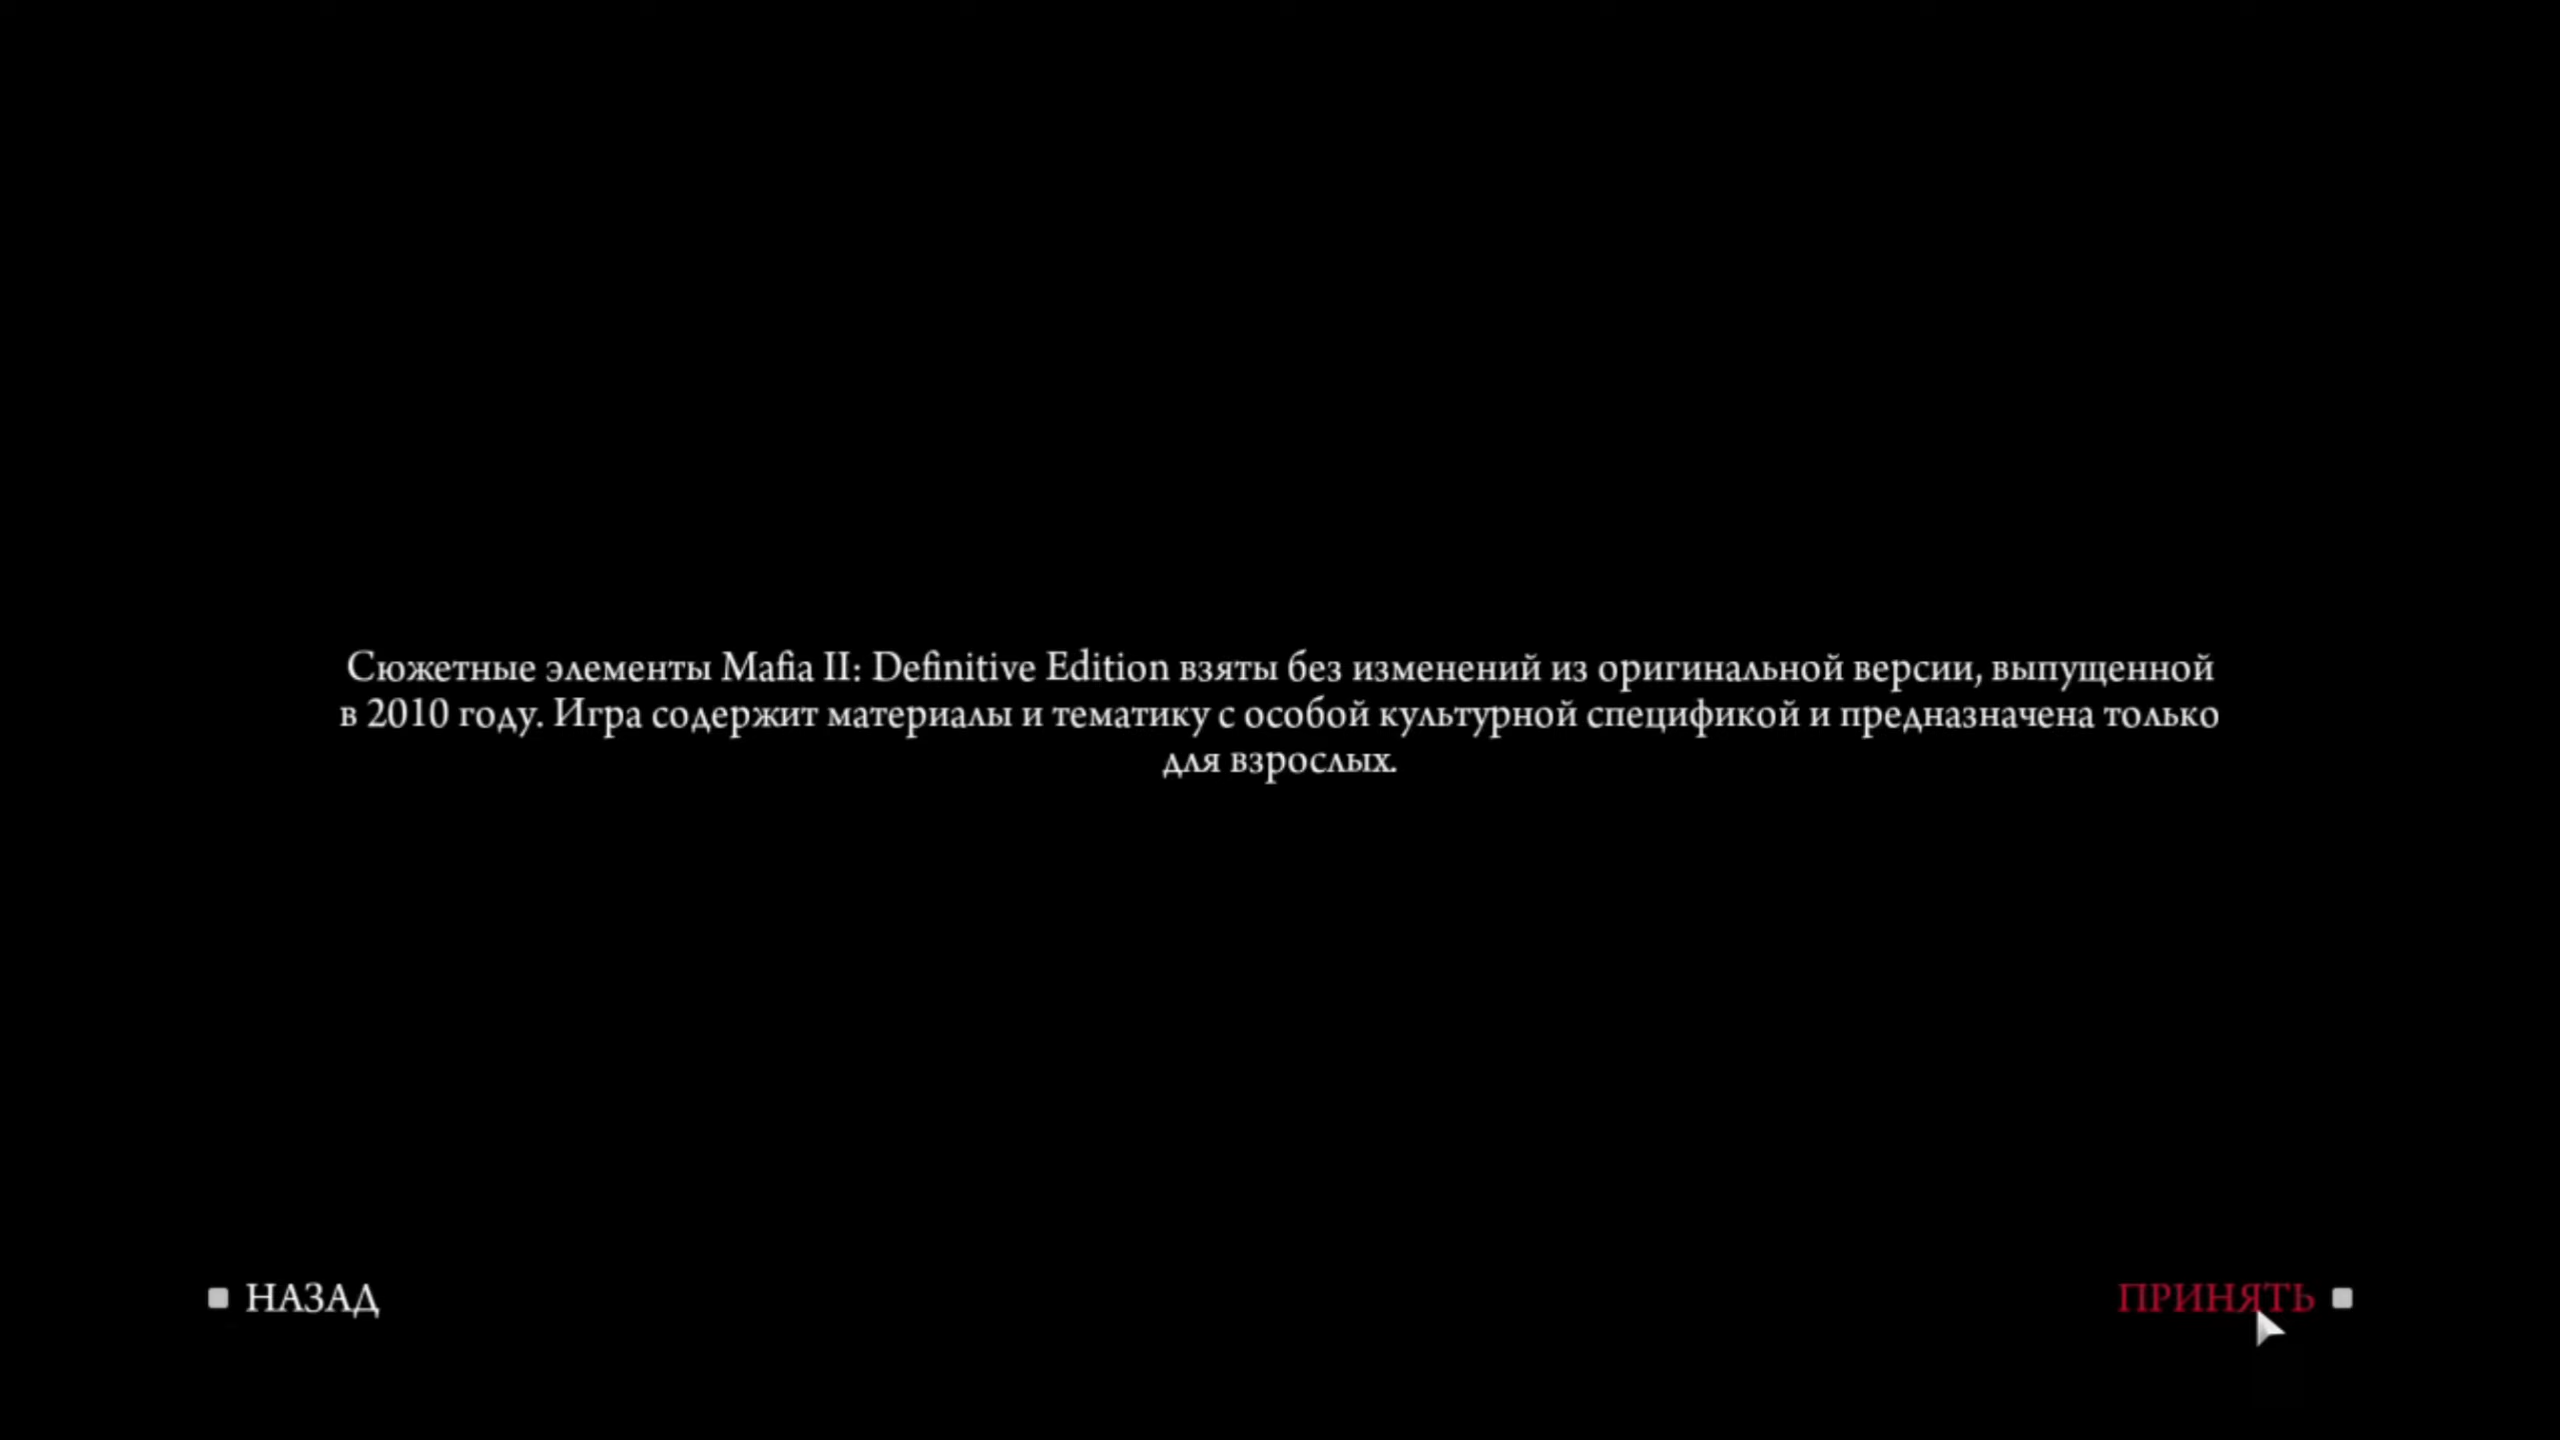 Сюжетные элементы Mafia II: Definitive Edition взяты без изменений из оригинальной версии, выпущенной
в 2010 году. Игра содержит материалы и тематику с особой культурной спецификой и предназначена только
для взрослых.
НАЗАД
ПРИНЯТЬ